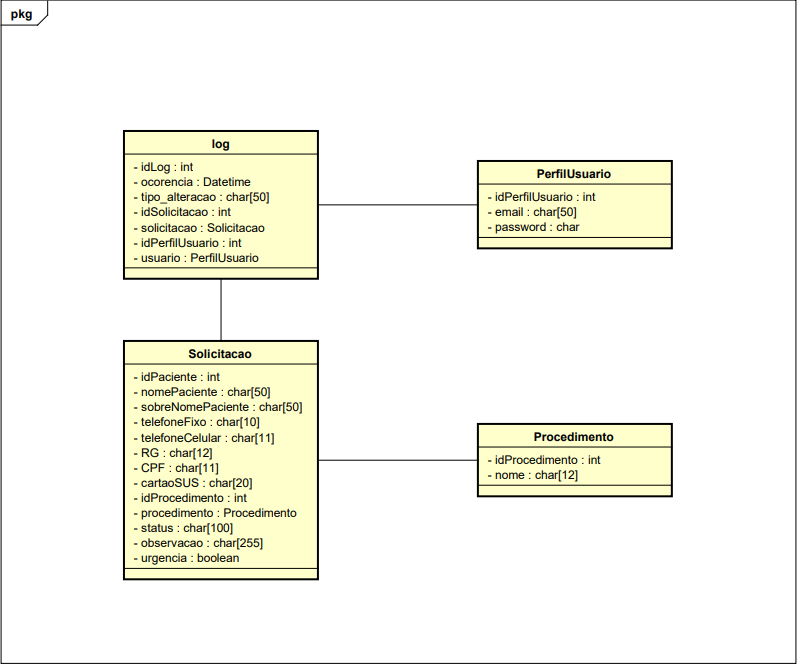 pkg
log
- idLog : int
- ocorencia : Datetime
- tipo_alteracao : char[50]
- idSolicitacao : int
- solicitacao : Solicitacao
- idPerfilUsuario : int
- usuario : PerfilUsuario
PerfilUsuario
- idPerfilUsuario : int
- email : char[50]
- password : char
Solicitacao
- idPaciente : int
- nomePaciente : char[50]
- sobreNomePaciente : char[50]
- telefoneFixo : char[10]
- telefoneCelular : char[11]
- RG : char[12]
- CPF : char[11]
- cartaoSUS : char[20]
- idProcedimento : int
- procedimento : Procedimento
- status : char[100]
- observacao : char[255]
- urgencia : boolean
Procedimento
- idProcedimento : int
- nome : char[12]